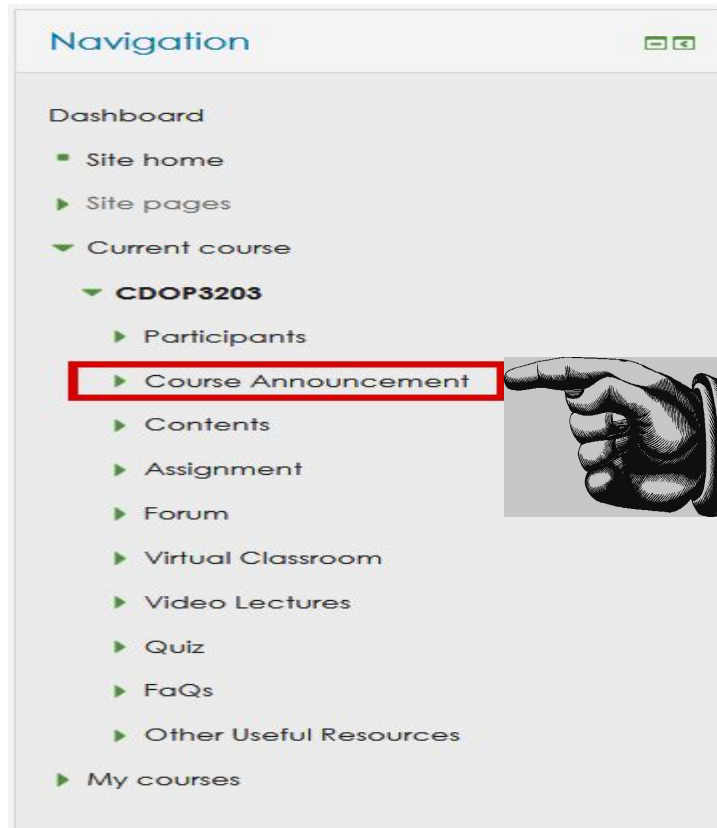 Navigation
Dashboard
Site home
Site pages
Current course
CDOP3203
Participants
Course Announcement
Contents
Assignment
Forum
Virtual Classroom
Video Lectures
Quiz
FaQs
Other Useful Resources
My courses